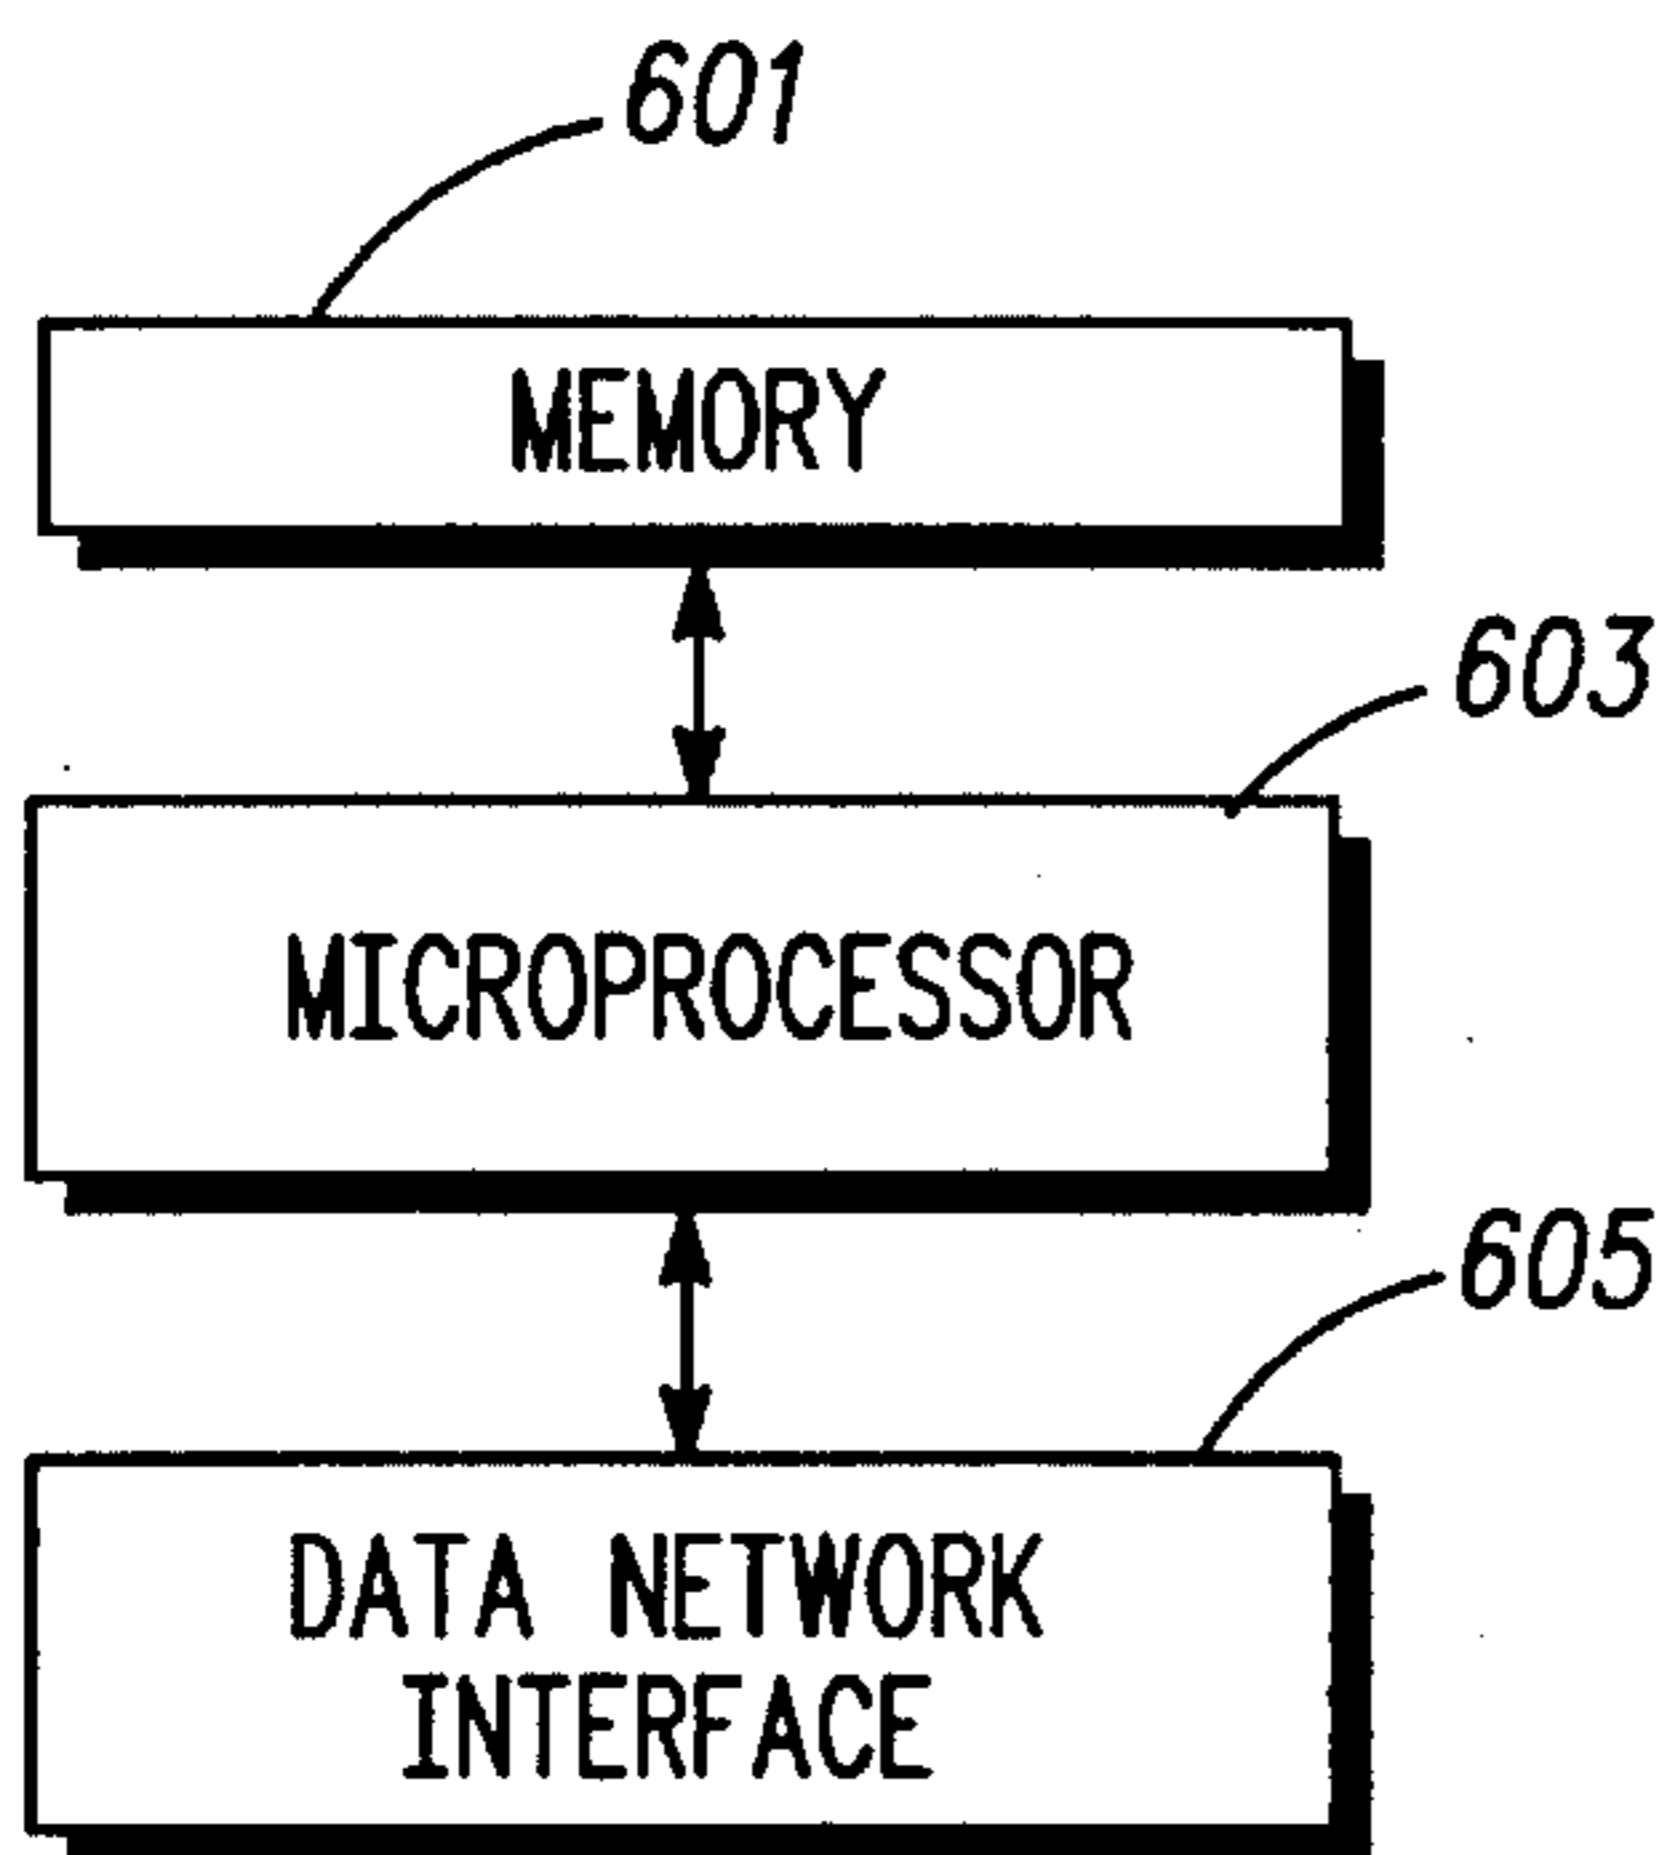 601
MEMORY
603
MICROPROCESSOR
605
DATA NETWORK
INTERFACE